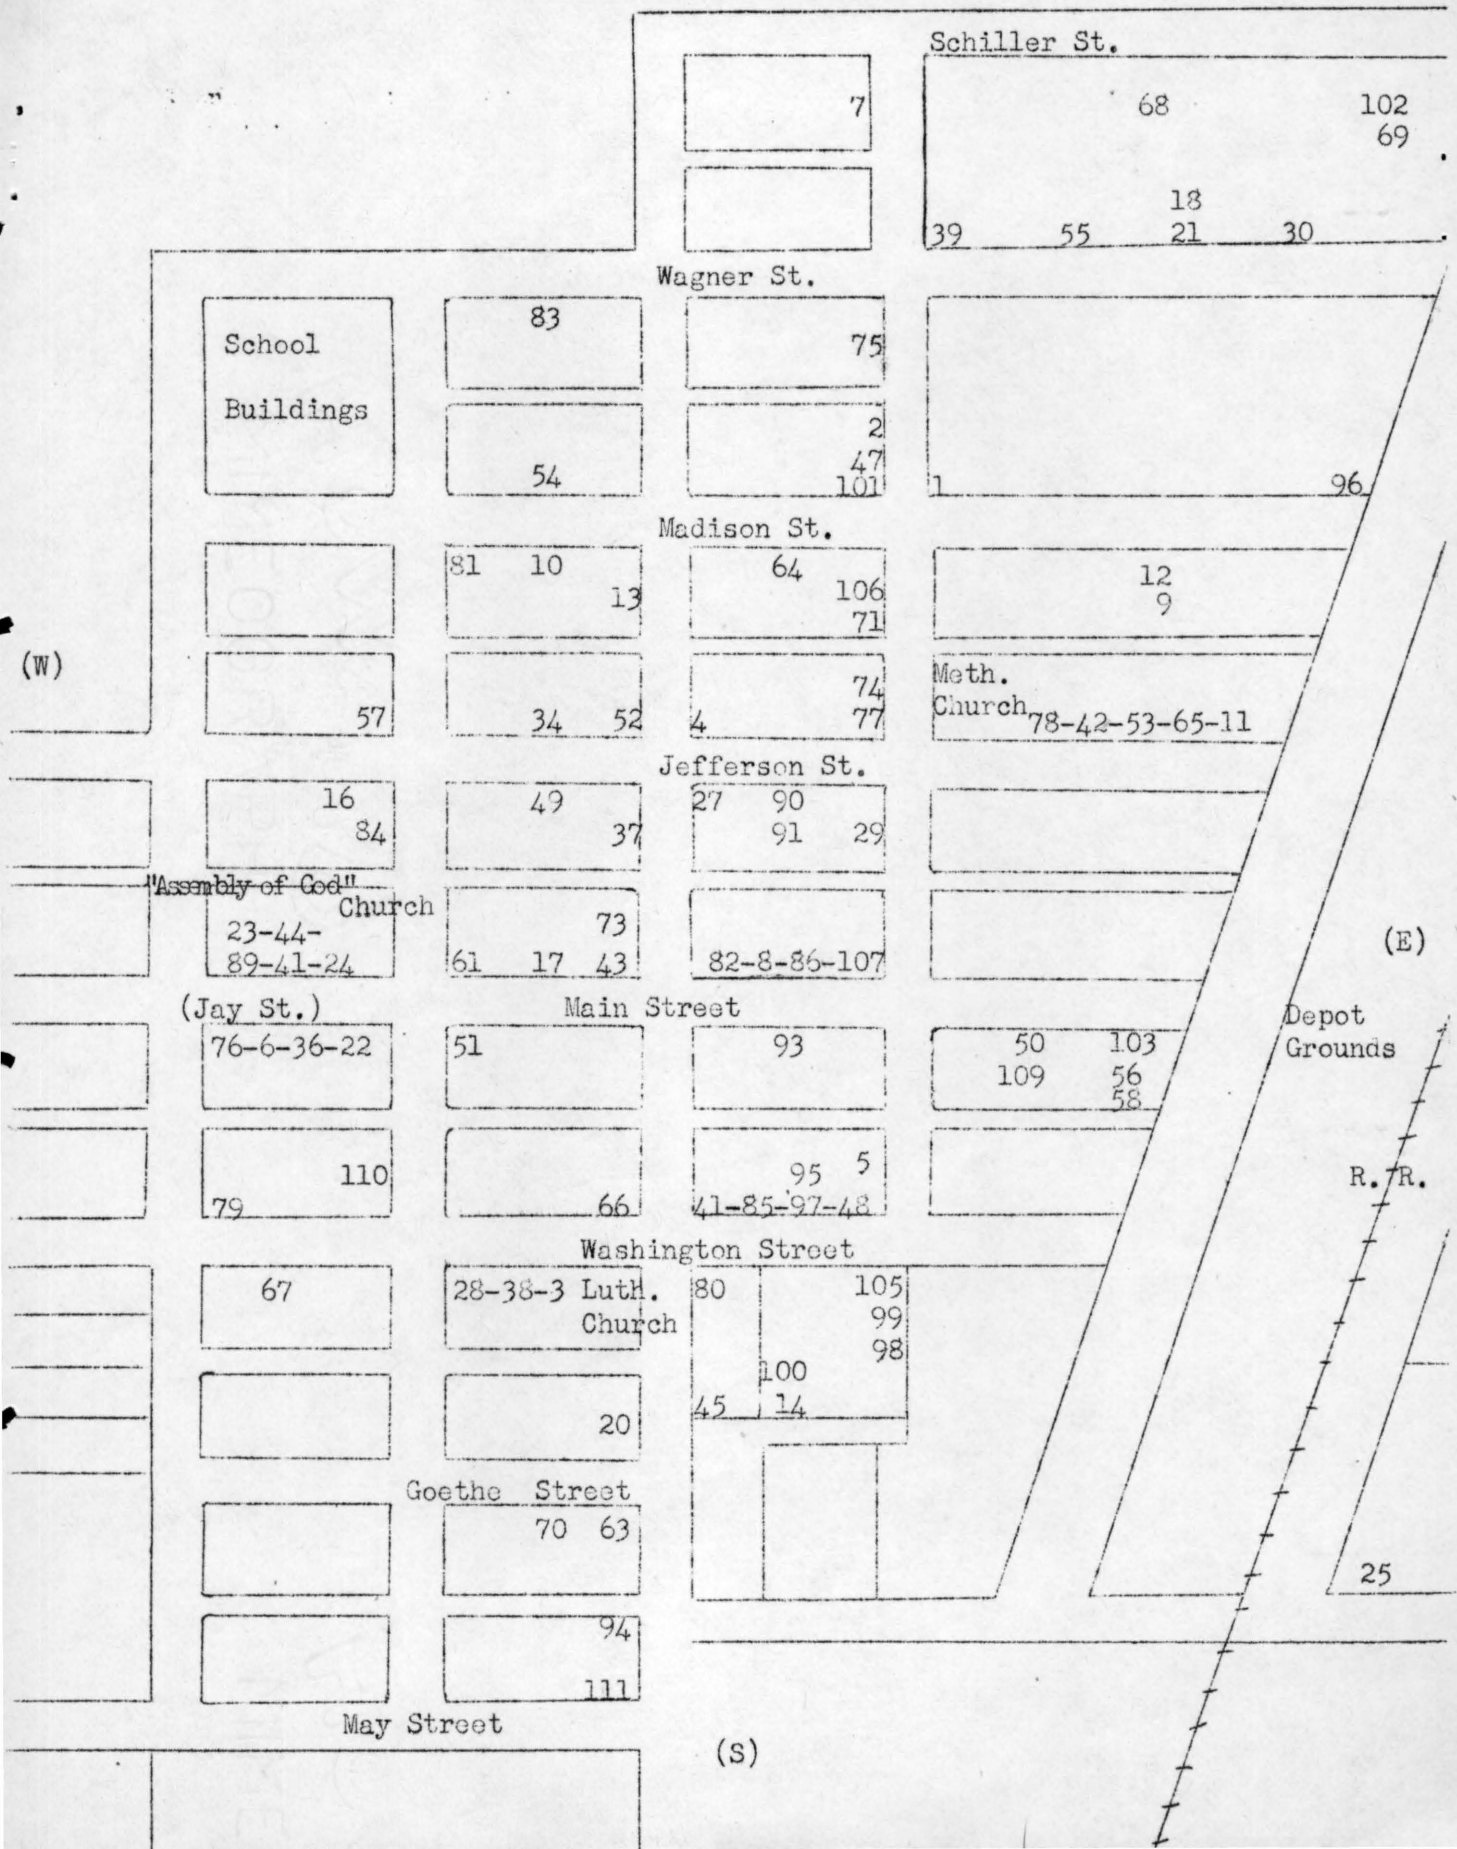 Schiller St.
7 68 102
69
18
39 55 21 30
Wagner St.
83
School 75
Buildings
2
47
54 101 1 96
Madison St.
81 10 64 12
13 106 9
71
(W)
74 Meth.
57 34 52 4 77 Church 78-42-53-65-11
Jefferson St.
16 49 27 90
84 37 91 29
"Assembly of God"
Church
23-44- 73
89-41-24 61 17 43 82-8-86-107
(E)
(Jay St.) Main Street Depot
76-6-36-22 51 93 50 103 Grounds
109 56
58
110 95 5 R. R.
79 66 41-85-97-48
Washington Street
67 28-38-3 Luth. 80 105
Church 99
98
100
20 45 14
Goethe Street
70 63
25
94
111
May Street
(S)